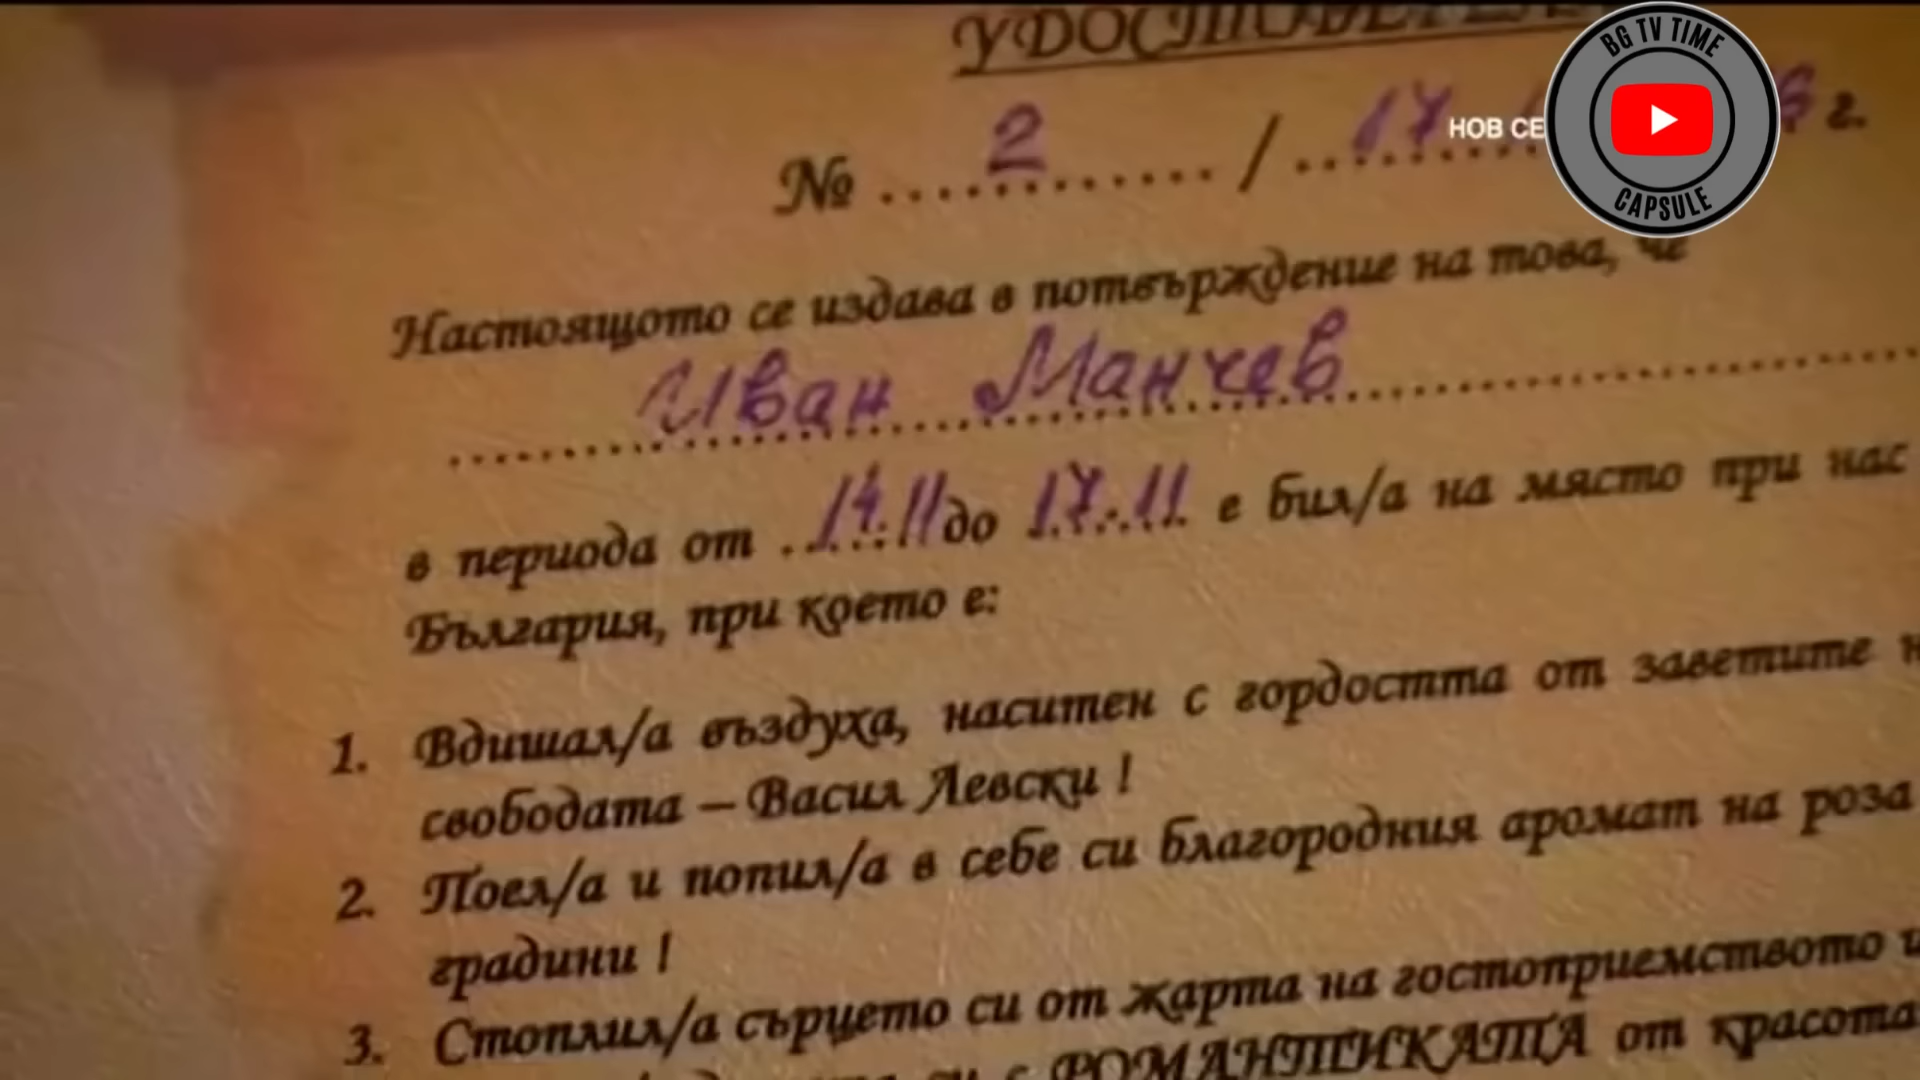 BG TV TIME
CAPSULE
НОВ СЕ
№ 2 / 17 г.
Настоящото се издава в потвърждение на това, че
Иван Манчев
в периода от 14.11 до 17.11 е бил/а на място при нас
България, при което е:
1. Вдишал/а въздуха, наситен с гордостта от заветите н
свободата – Васил Левски !
2. Поел/а и попил/а в себе си благородния аромат на роза
градини !
3. Стоплил/а сърцето си от жарта на гостоприемството и
си с РОМАНТИКАТА от красота